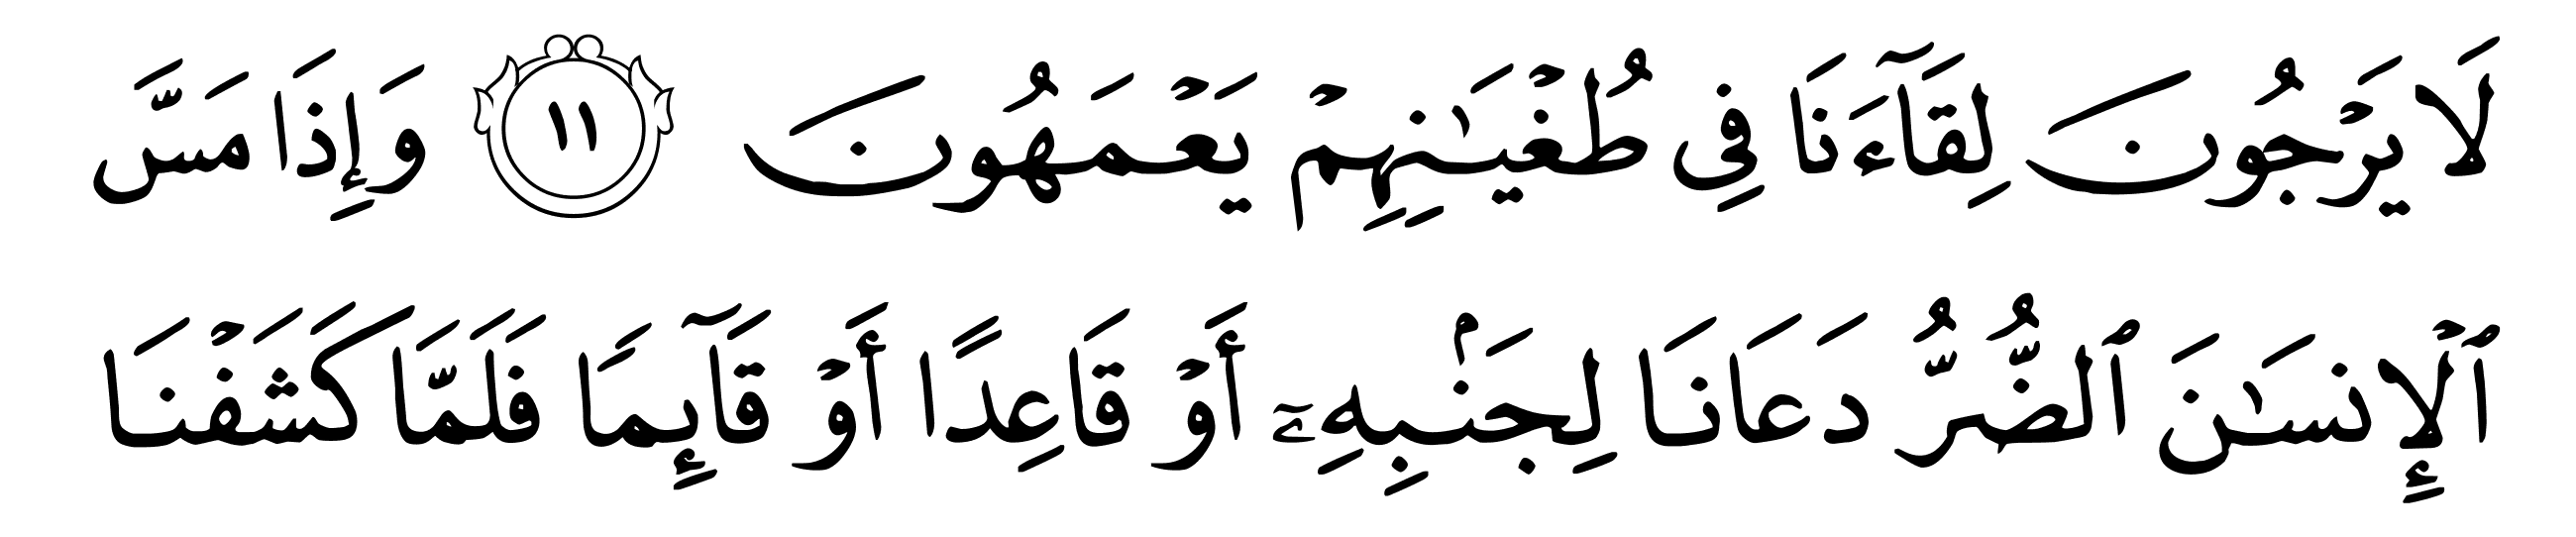 لَا يَرْجُونَ لِقَآءَنَا فِى طُغْيَـٰنِهِمْ يَعْمَهُونَ ١١ وَإِذَا مَسَّ
ٱلْإِنسَـٰنَ ٱلضُّرُّ دَعَانَا لِجَنۢبِهِۦٓ أَوْ قَاعِدًا أَوْ قَآئِمًا فَلَمَّا كَشَفْنَا